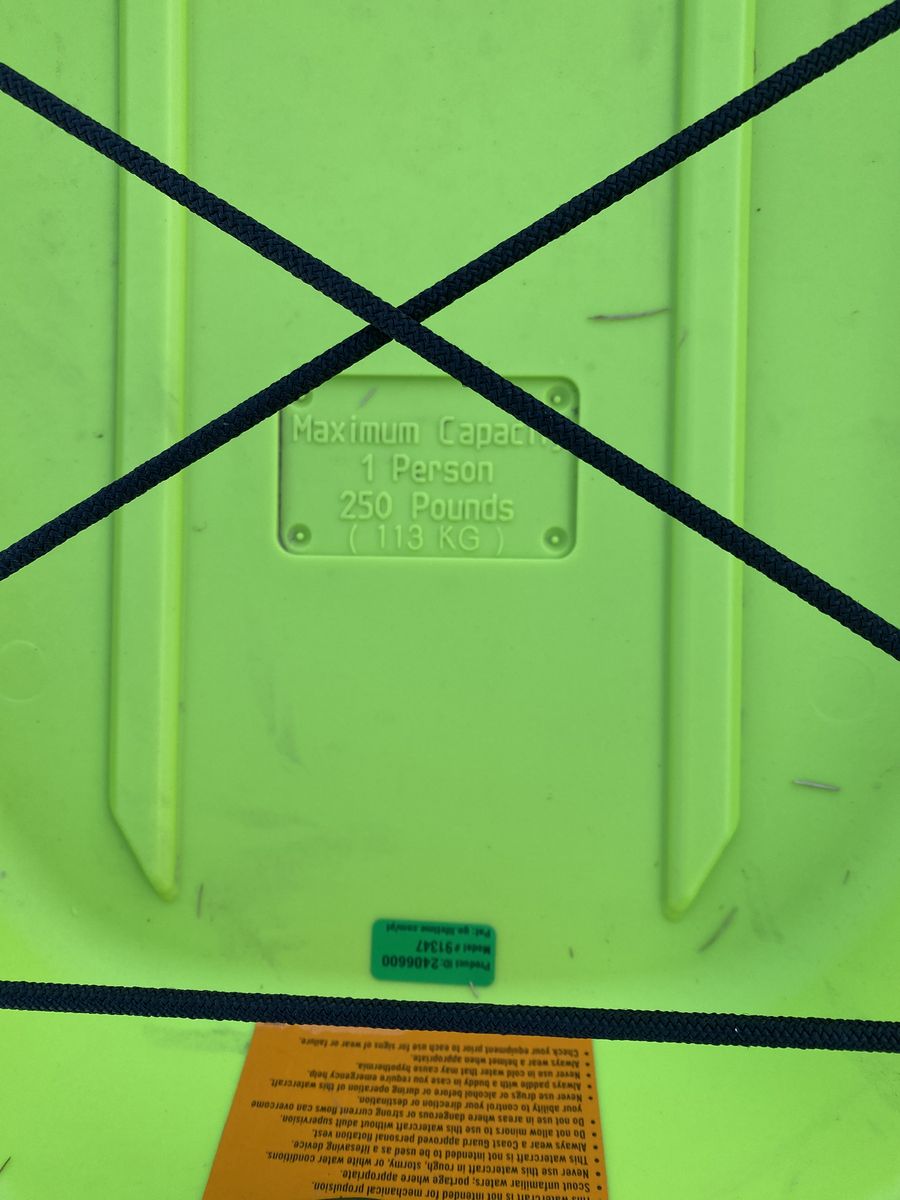 Maximum Capacity
1 Person
250 Pounds
( 113 KG )
Product ID: 2406600
Model # 91347
Pat: go.lifetime.com/pt
This watercraft is not intended for mechanical propulsion.
• Scout unfamiliar waters; portage where appropriate.
• Never use this watercraft in rough, stormy, or white water conditions.
• This watercraft is not intended to be used as a lifesaving device.
• Always wear a Coast Guard approved personal flotation vest.
• Do not allow minors to use this watercraft without adult supervision.
• Do not use in areas where dangerous or strong current flows can overcome
your ability to control your direction or destination.
• Never use drugs or alcohol before or during operation of this watercraft.
• Always paddle with a buddy in case you require emergency help.
• Never use in cold water that may cause hypothermia.
• Always wear a helmet when appropriate.
• Check your equipment prior to each use for signs of wear or failure.